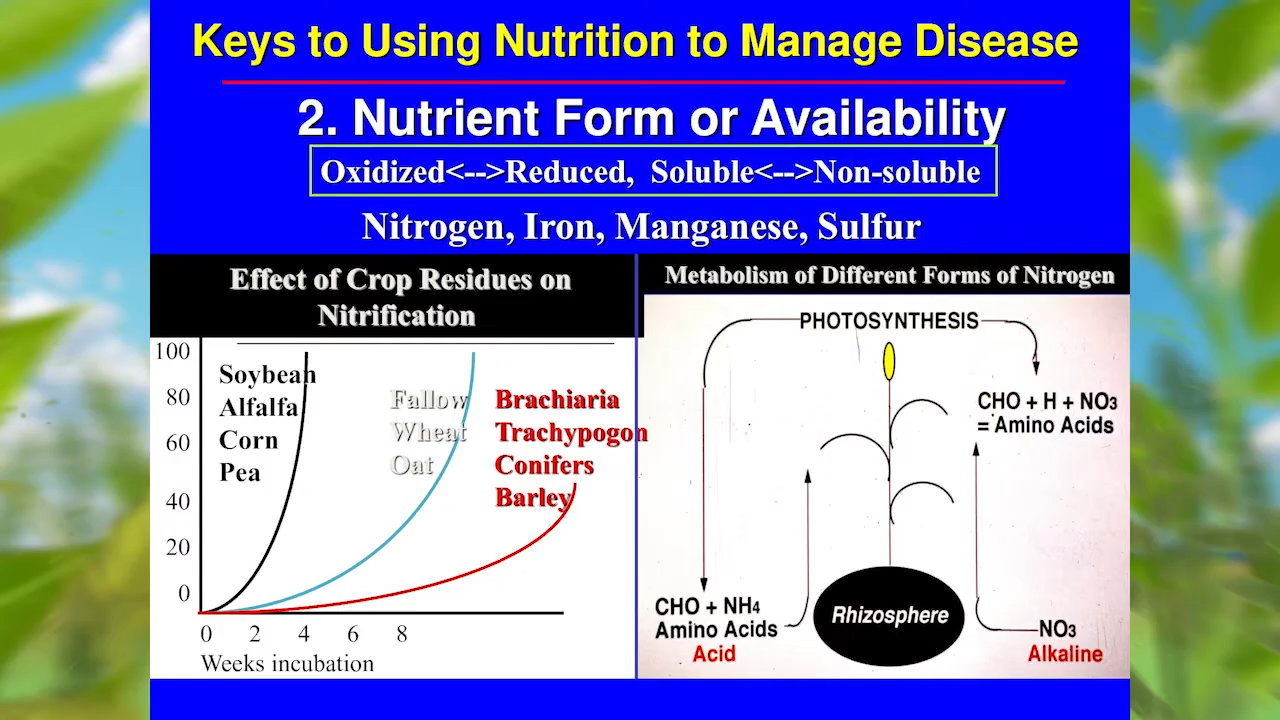 Keys to Using Nutrition to Manage Disease
2. Nutrient Form or Availability
Oxidized<-->Reduced, Soluble<-->Non-soluble
Nitrogen, Iron, Manganese, Sulfur
Effect of Crop Residues on
Nitrification
100
80
60
40
20
0
Soybean
Alfalfa
Corn
Pea
Fallow
Wheat
Oat
Brachiaria
Trachypogon
Conifers
Barley
0 2 4 6 8
Weeks incubation
Metabolism of Different Forms of Nitrogen
PHOTOSYNTHESIS
CHO + H + NO3
= Amino Acids
CHO + NH4
Amino Acids
Acid
Rhizosphere
NO3
Alkaline